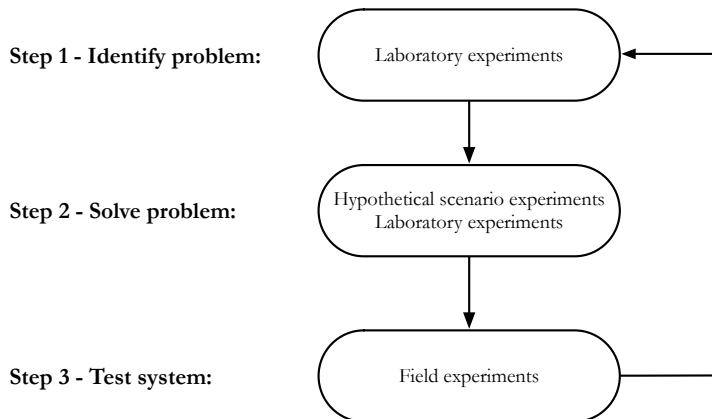 Step 1 - Identify problem:
Laboratory experiments
Step 2 - Solve problem:
Hypothetical scenario experiments
Laboratory experiments
Step 3 - Test system:
Field experiments